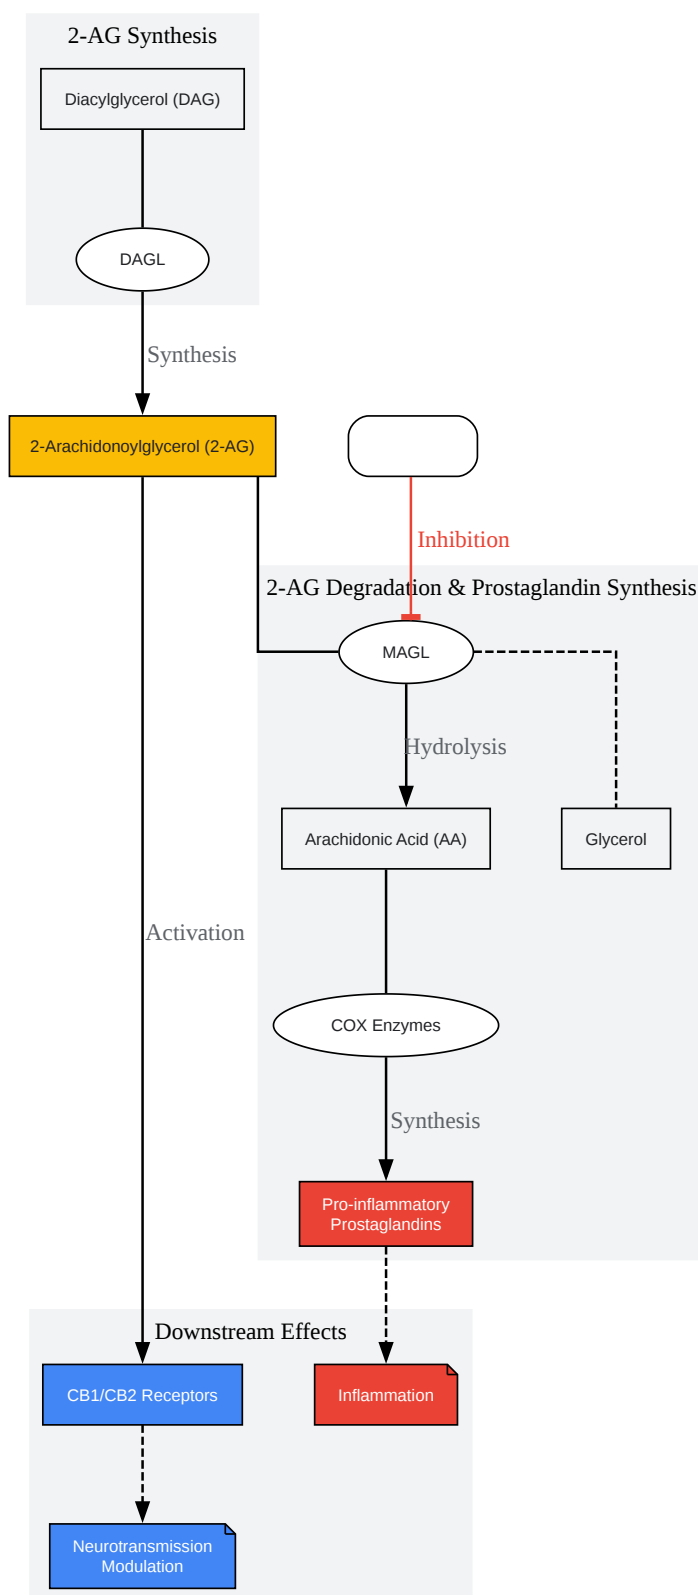 2-AG Synthesis
Diacylglycerol (DAG)
DAGL
Synthesis
2-Arachidonoylglycerol (2-AG)
Inhibition
2-AG Degradation & Prostaglandin Synthesis
MAGL
Hydrolysis
Arachidonic Acid (AA)
Glycerol
Activation
COX Enzymes
Synthesis
Pro-inflammatory
Prostaglandins
Downstream Effects
CB1/CB2 Receptors
Inflammation
Neurotransmission
Modulation